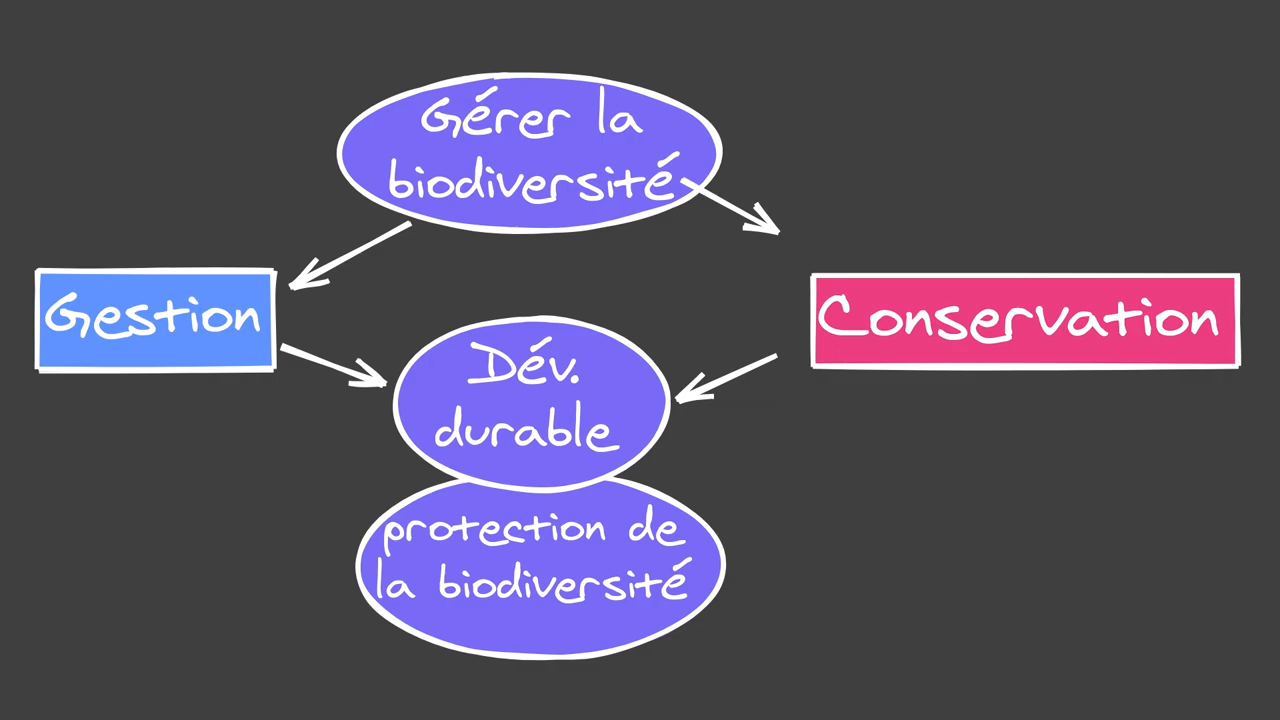 Gérer la
biodiversité
Gestion
Conservation
Dév.
durable
protection de
la biodiversité